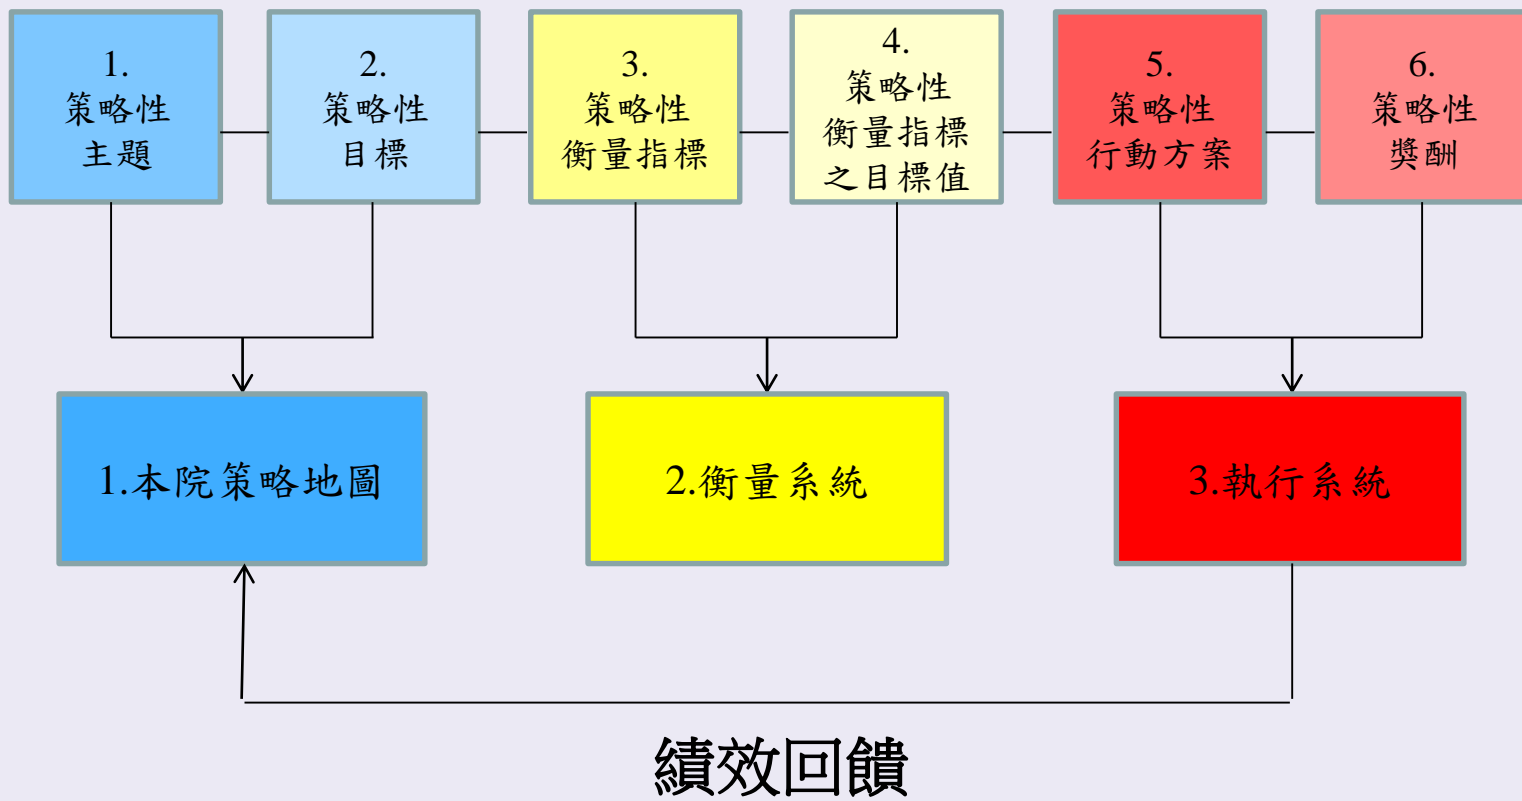 1.
策略性
主題
2.
策略性
目標
3.
策略性
衡量指標
4.
策略性
衡量指標
之目標值
5.
策略性
行動方案
6.
策略性
獎酬
1.本院策略地圖
2.衡量系統
3.執行系統
績效回饋